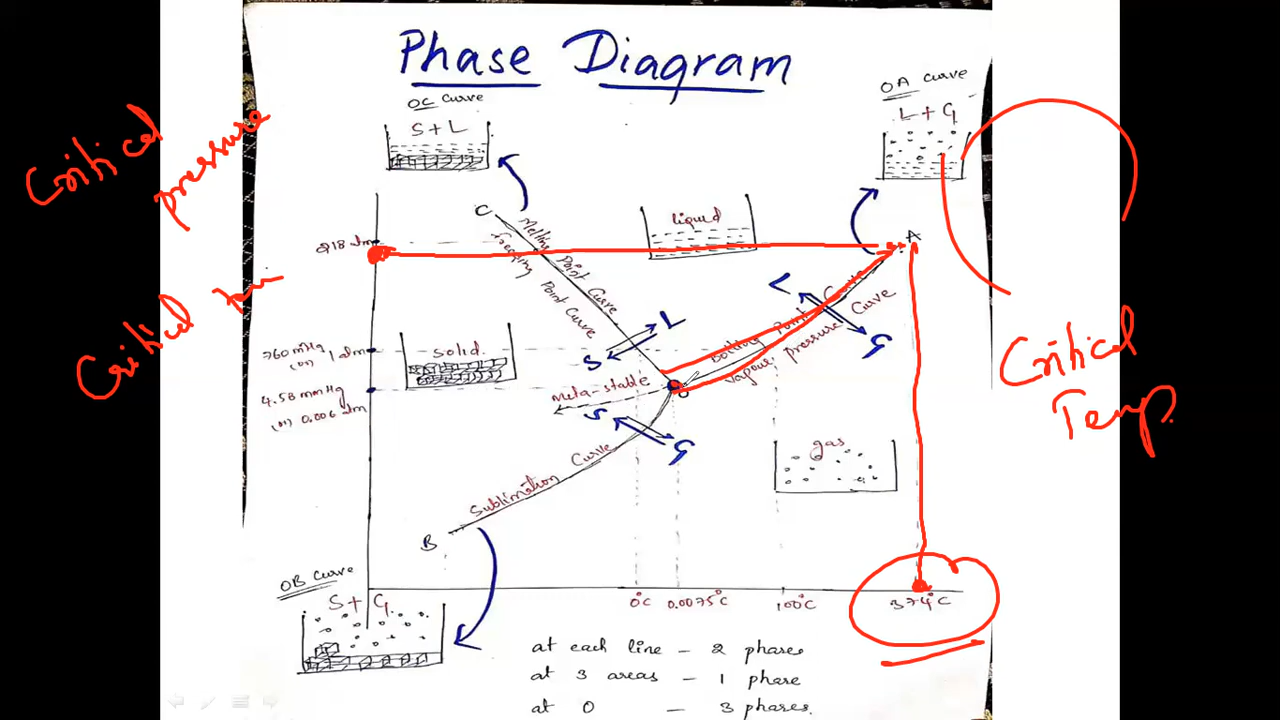 Phase Diagram
OC curve
S + L
OA curve
L + G
Critical
pressure
C
Melting Point Curve
freezing Point Curve
liquid
A
218 atm
Critical
L
G
Boiling Point Curve
Vapour pressure Curve
760 mmHg
(or) 1 atm
solid
S
L
4.58 mmHg
(or) 0.006 atm
Meta-stable
O
S
G
Critical
Temp.
gas
Sublimation Curve
B
OB Curve
S + G
0°C
0.0075°C
100°C
374°C
at each line - 2 phases
at 3 areas - 1 phase
at O - 3 phases.